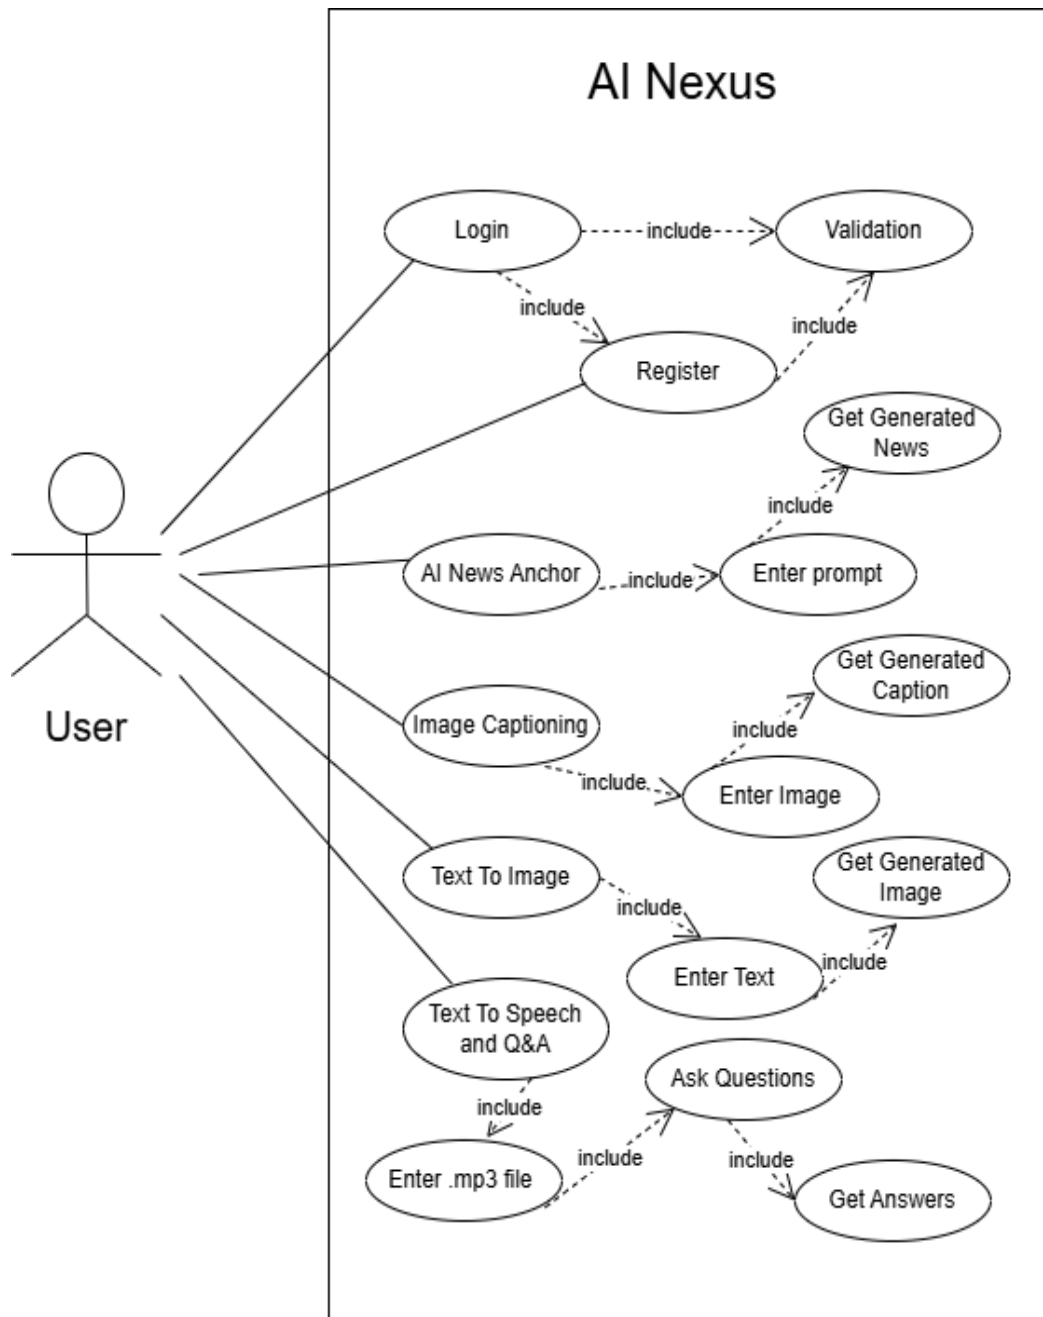 AI Nexus
Login
include
Validation
include
include
Register
Get Generated
News
include
AI News Anchor
include
Enter prompt
User
Get Generated
Caption
Image Captioning
include
include
Enter Image
Get Generated
Image
Text To Image
include
include
Enter Text
Text To Speech
and Q&A
Ask Questions
include
include
include
Enter .mp3 file
Get Answers